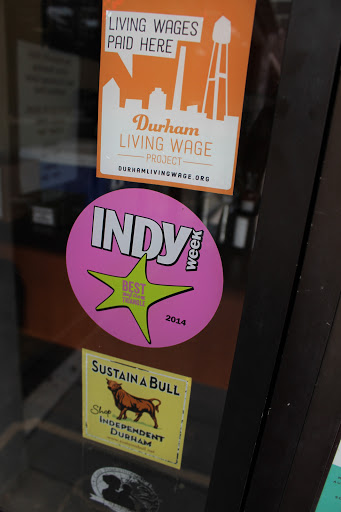 LIVING WAGES
PAID HERE
Durham
LIVING WAGE
PROJECT
DURHAMLIVINGWAGE.ORG
INDY
WEEK
BEST
TRIANGLE
2014
SUSTAIN A BULL
Shop
INDEPENDENT
DURHAM